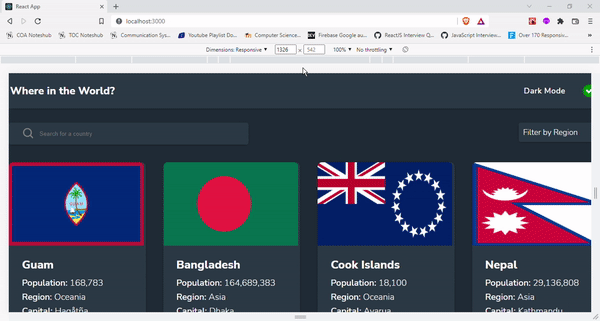 React App
localhost:3000
COA Noteshub
TOC Noteshub
Communication Sys...
Youtube Playlist Do...
Computer Science...
Firebase Google au...
ReactJS Interview Q...
JavaScript Interview...
Over 170 Responsiv...
Dimensions: Responsive
1326 × 542
100%
No throttling
Where in the World?
Dark Mode
Search for a country
Filter by Region
GUAM
Guam
Population: 168,783
Region: Oceania
Capital: Hagåtña
Bangladesh
Population: 164,689,383
Region: Asia
Capital: Dhaka
Cook Islands
Population: 18,100
Region: Oceania
Capital: Avarua
Nepal
Population: 29,136,808
Region: Asia
Capital: Kathmandu